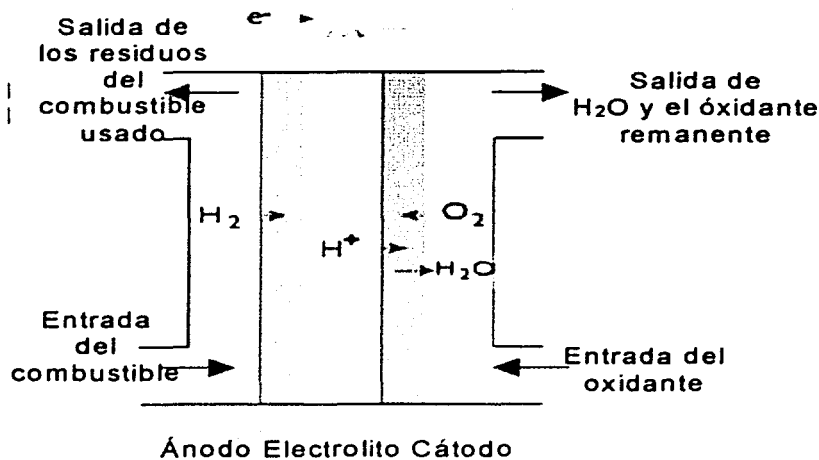 e-
Salida de
los residuos
del
combustible
usado
Salida de
H₂O y el óxidante
remanente
H₂
O₂
H⁺
H₂O
Entrada
del
combustible
Entrada del
oxidante
Ánodo Electrolito Cátodo